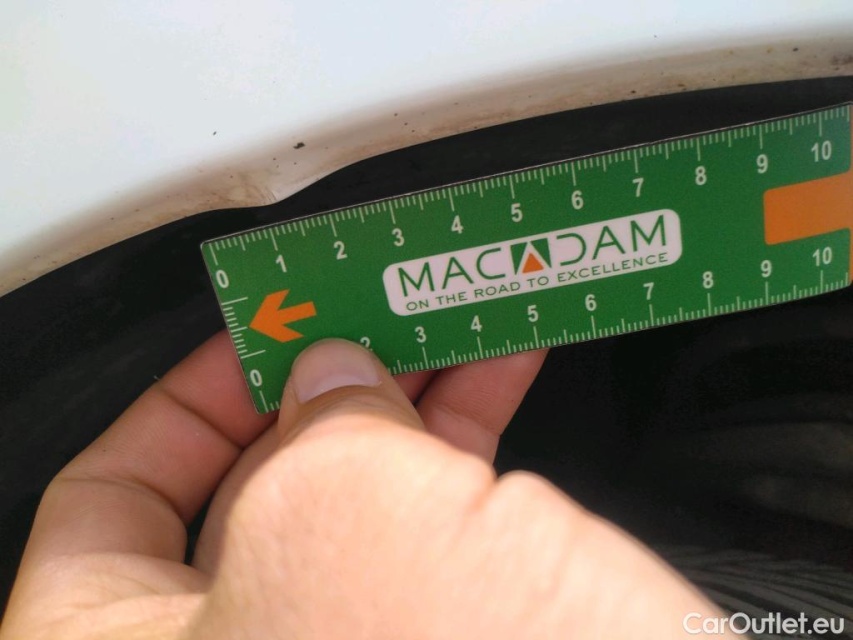 0 1 2 3 4 5 6 7 8 9 10
MACADAM
ON THE ROAD TO EXCELLENCE
0 2 3 4 5 6 7 8 9 10
CarOutlet.eu